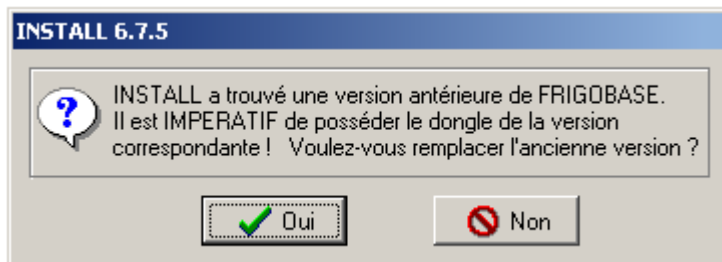 INSTALL 6.7.5
INSTALL a trouvé une version antérieure de FRIGOBASE.
Il est IMPERATIF de posséder le dongle de la version
correspondante !   Voulez-vous remplacer l'ancienne version ?
Oui
Non